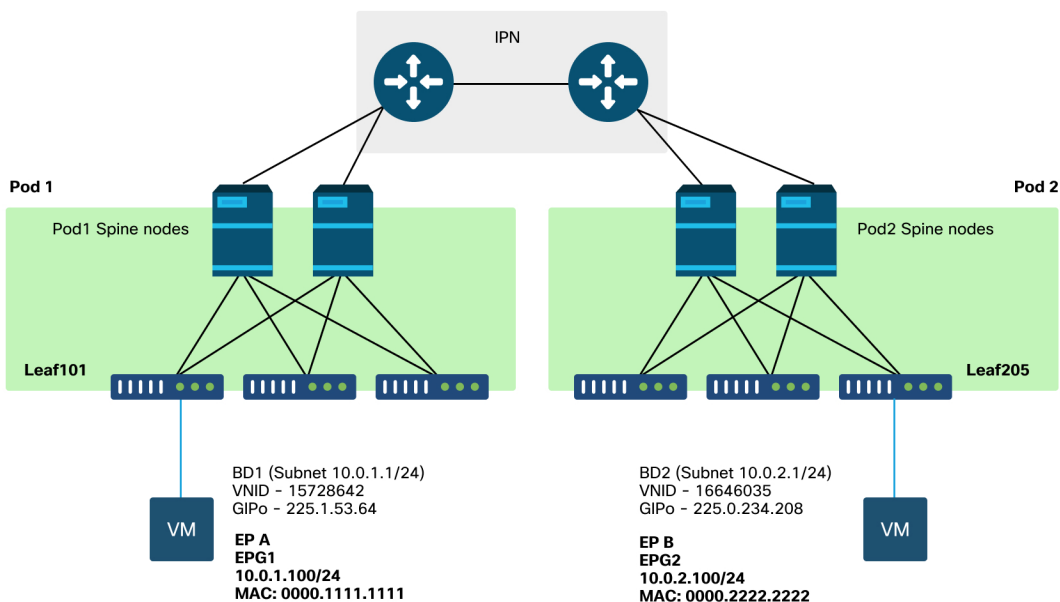 IPN
Pod 1
Pod 2
Pod1 Spine nodes
Pod2 Spine nodes
Leaf101
Leaf205
VM
BD1 (Subnet 10.0.1.1/24)
VNID - 15728642
GIPo - 225.1.53.64
EP A
EPG1
10.0.1.100/24
MAC: 0000.1111.1111
BD2 (Subnet 10.0.2.1/24)
VNID - 16646035
GIPo - 225.0.234.208
EP B
EPG2
10.0.2.100/24
MAC: 0000.2222.2222
VM